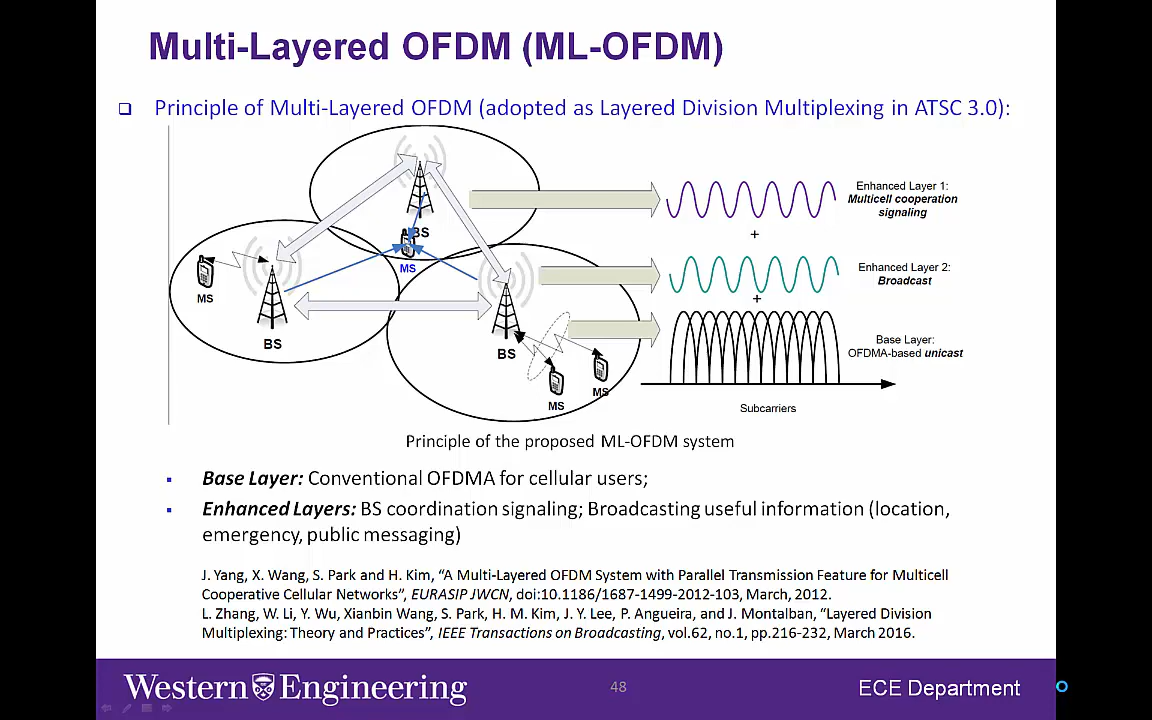 Multi-Layered OFDM (ML-OFDM)
Principle of Multi-Layered OFDM (adopted as Layered Division Multiplexing in ATSC 3.0):
BS
MS
MS
BS
BS
MS
MS
Enhanced Layer 1:
Multicell cooperation
signaling
+
Enhanced Layer 2:
Broadcast
+
Base Layer:
OFDMA-based unicast
Subcarriers
Principle of the proposed ML-OFDM system
Base Layer: Conventional OFDMA for cellular users;
Enhanced Layers: BS coordination signaling; Broadcasting useful information (location,
emergency, public messaging)
J. Yang, X. Wang, S. Park and H. Kim, “A Multi-Layered OFDM System with Parallel Transmission Feature for Multicell
Cooperative Cellular Networks”, EURASIP JWCN, doi:10.1186/1687-1499-2012-103, March, 2012.
L. Zhang, W. Li, Y. Wu, Xianbin Wang, S. Park, H. M. Kim, J. Y. Lee, P. Angueira, and J. Montalban, “Layered Division
Multiplexing: Theory and Practices”, IEEE Transactions on Broadcasting, vol.62, no.1, pp.216-232, March 2016.
Western Engineering
48
ECE Department